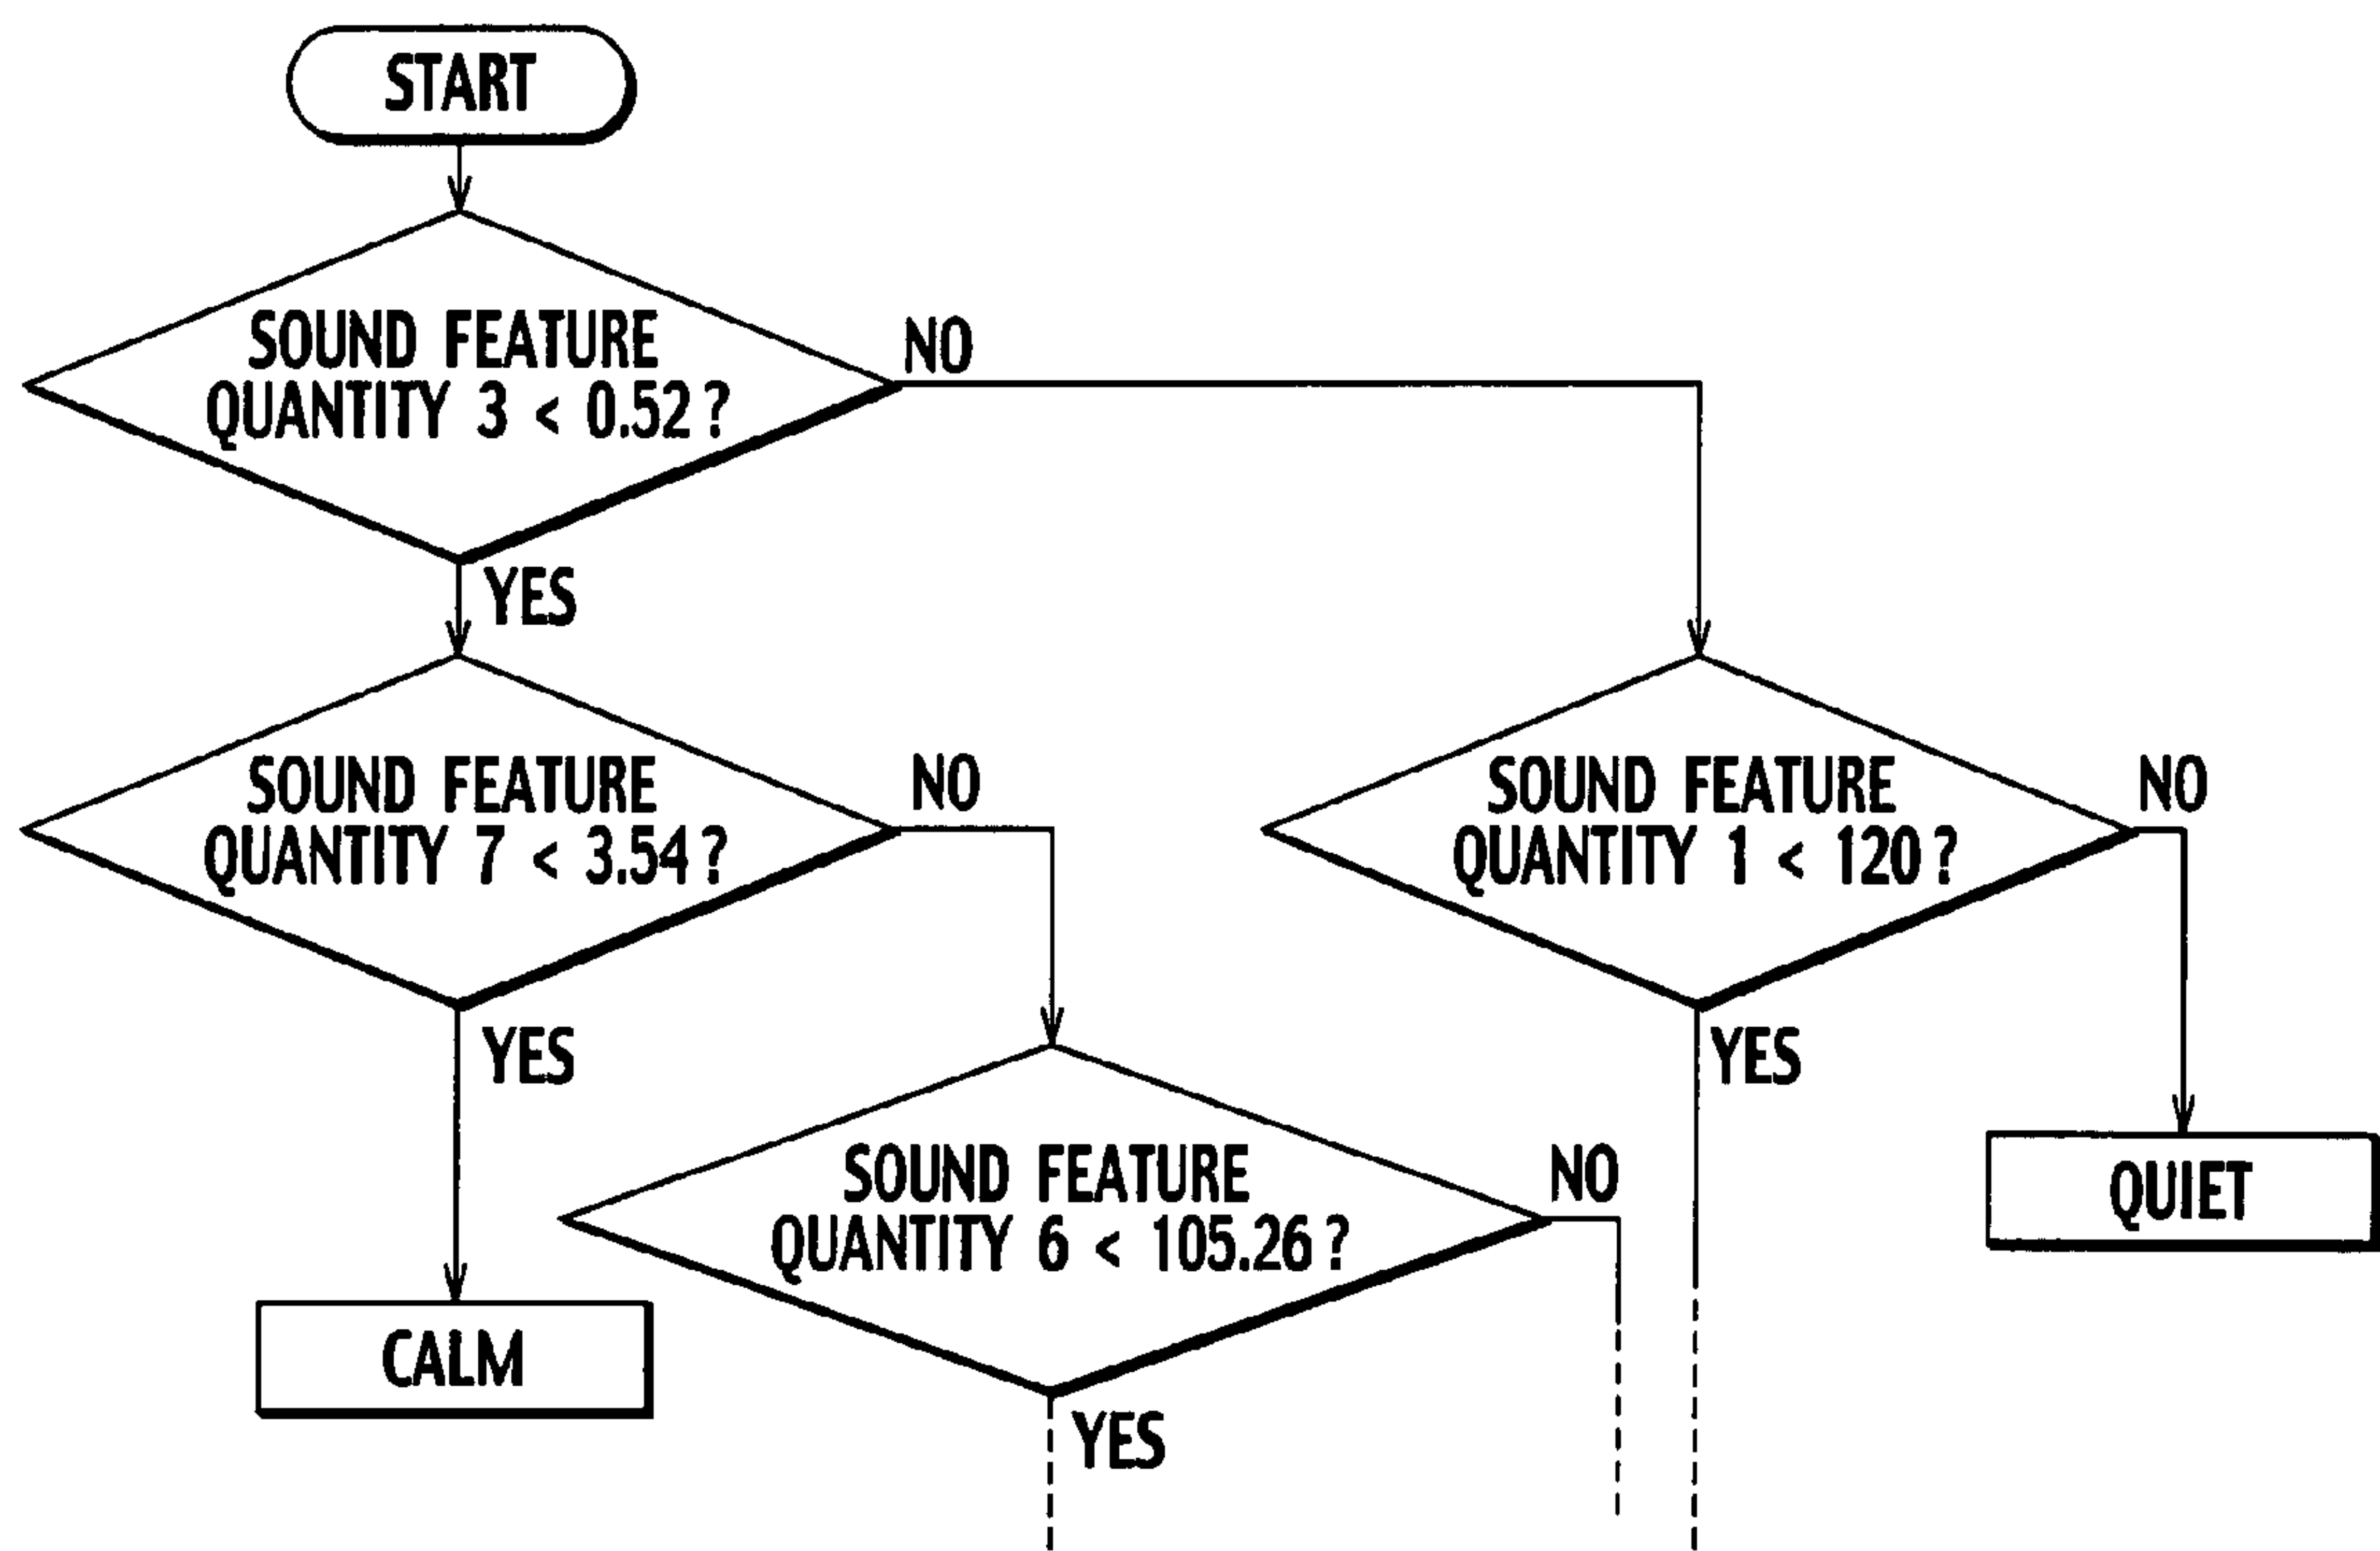 START
SOUND FEATURE
QUANTITY 3 < 0.52?
NO
YES
SOUND FEATURE
QUANTITY 7 < 3.54?
NO
YES
SOUND FEATURE
QUANTITY 1 < 120?
NO
YES
SOUND FEATURE
QUANTITY 6 < 105.26?
NO
YES
QUIET
CALM